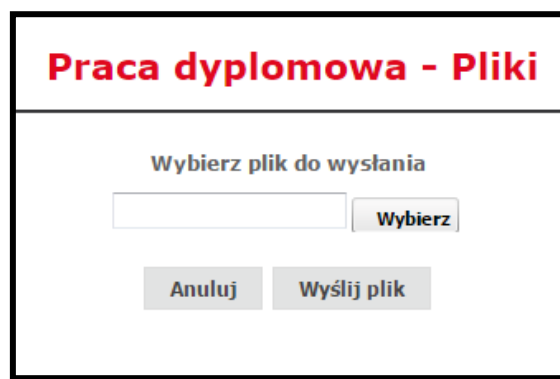 Praca dyplomowa - Pliki
Wybierz plik do wysłania
Wybierz
Anuluj Wyślij plik